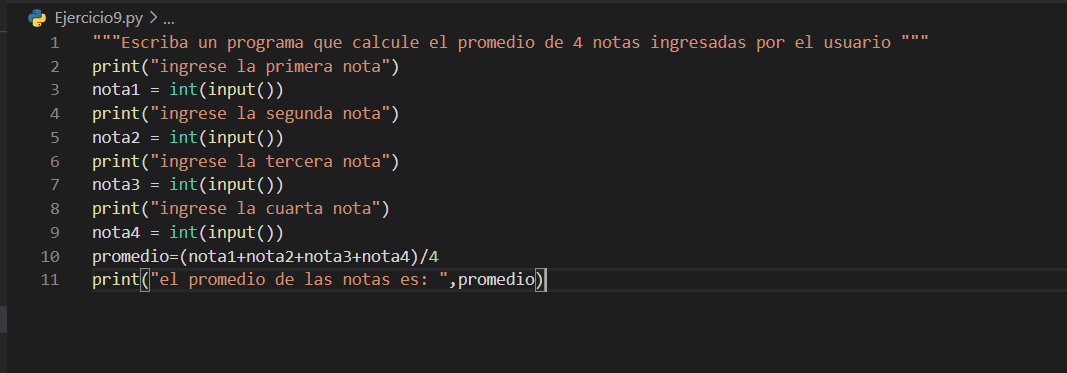 Ejercicio9.py > ...
1 """Escriba un programa que calcule el promedio de 4 notas ingresadas por el usuario """
2 print("ingrese la primera nota")
3 nota1 = int(input())
4 print("ingrese la segunda nota")
5 nota2 = int(input())
6 print("ingrese la tercera nota")
7 nota3 = int(input())
8 print("ingrese la cuarta nota")
9 nota4 = int(input())
10 promedio=(nota1+nota2+nota3+nota4)/4
11 print("el promedio de las notas es: ",promedio)